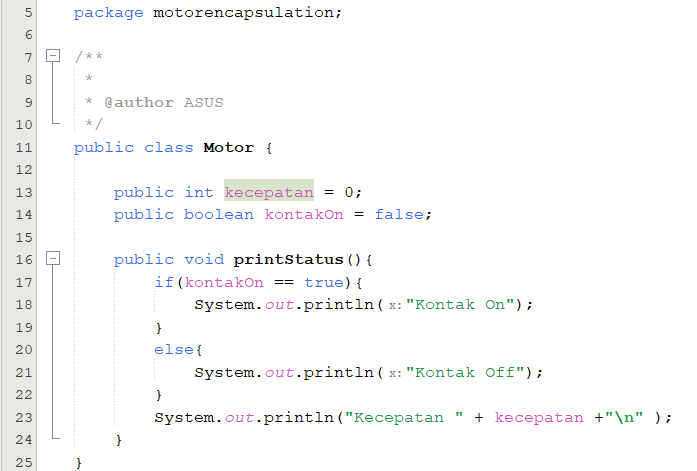 5 package motorencapsulation;
6
7 /**
8 *
9 * @author ASUS
10 */
11 public class Motor {
12
13 public int kecepatan = 0;
14 public boolean kontakOn = false;
15
16 public void printStatus(){
17 if(kontakOn == true){
18 System.out.println( x: "Kontak On");
19 }
20 else{
21 System.out.println( x: "Kontak Off");
22 }
23 System.out.println("Kecepatan " + kecepatan +"\n" );
24 }
25 }